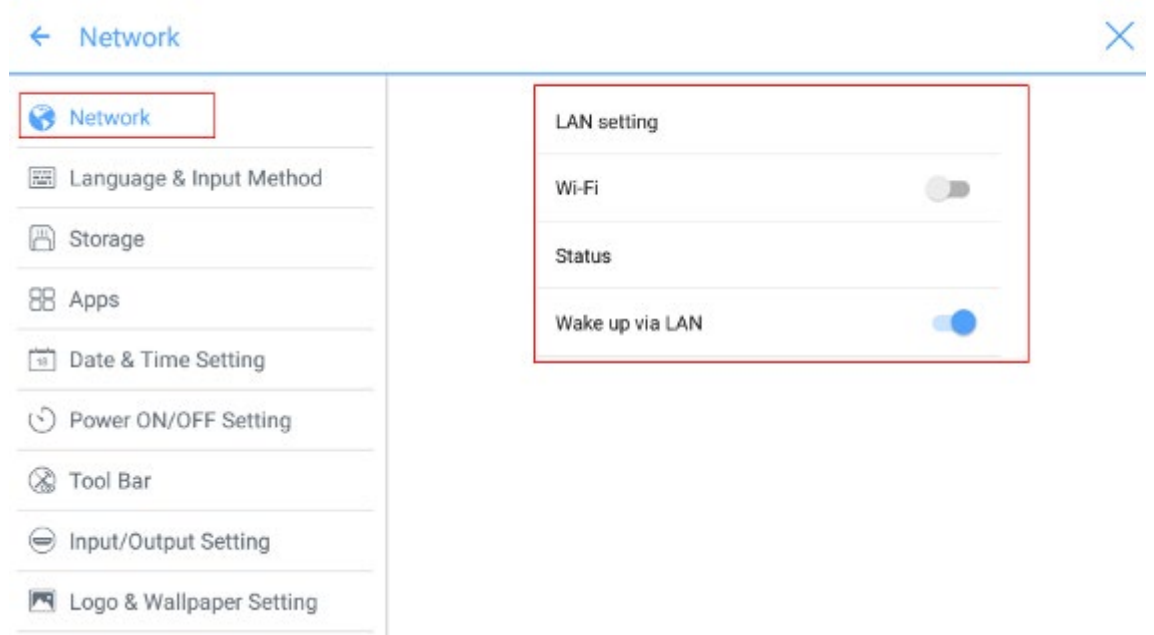 Network
Network
Language & Input Method
Storage
Apps
Date & Time Setting
Power ON/OFF Setting
Tool Bar
Input/Output Setting
Logo & Wallpaper Setting
LAN setting
Wi-Fi
Status
Wake up via LAN